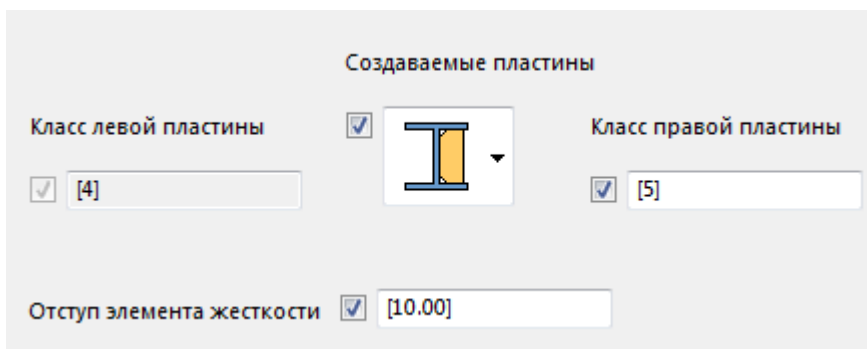 Создаваемые пластины
Класс левой пластины
Класс правой пластины
[4]
[5]
Отступ элемента жесткости
[10.00]